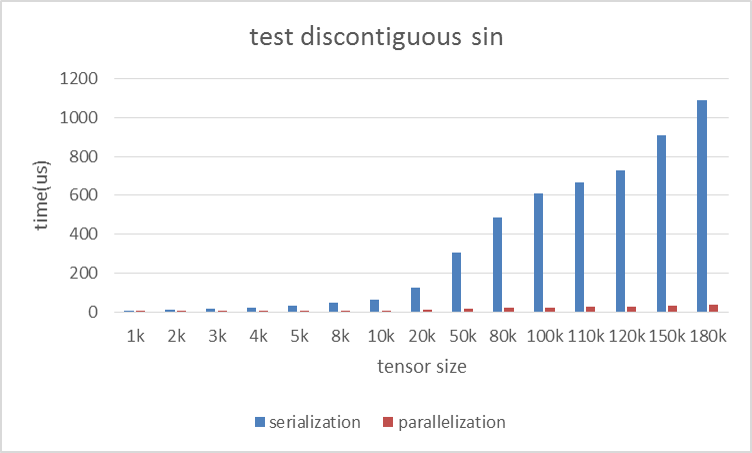 test discontiguous sin
1200
1000
800
600
400
200
0
time(us)
1k 2k 3k 4k 5k 8k 10k 20k 50k 80k 100k 110k 120k 150k 180k
tensor size
serialization parallelization